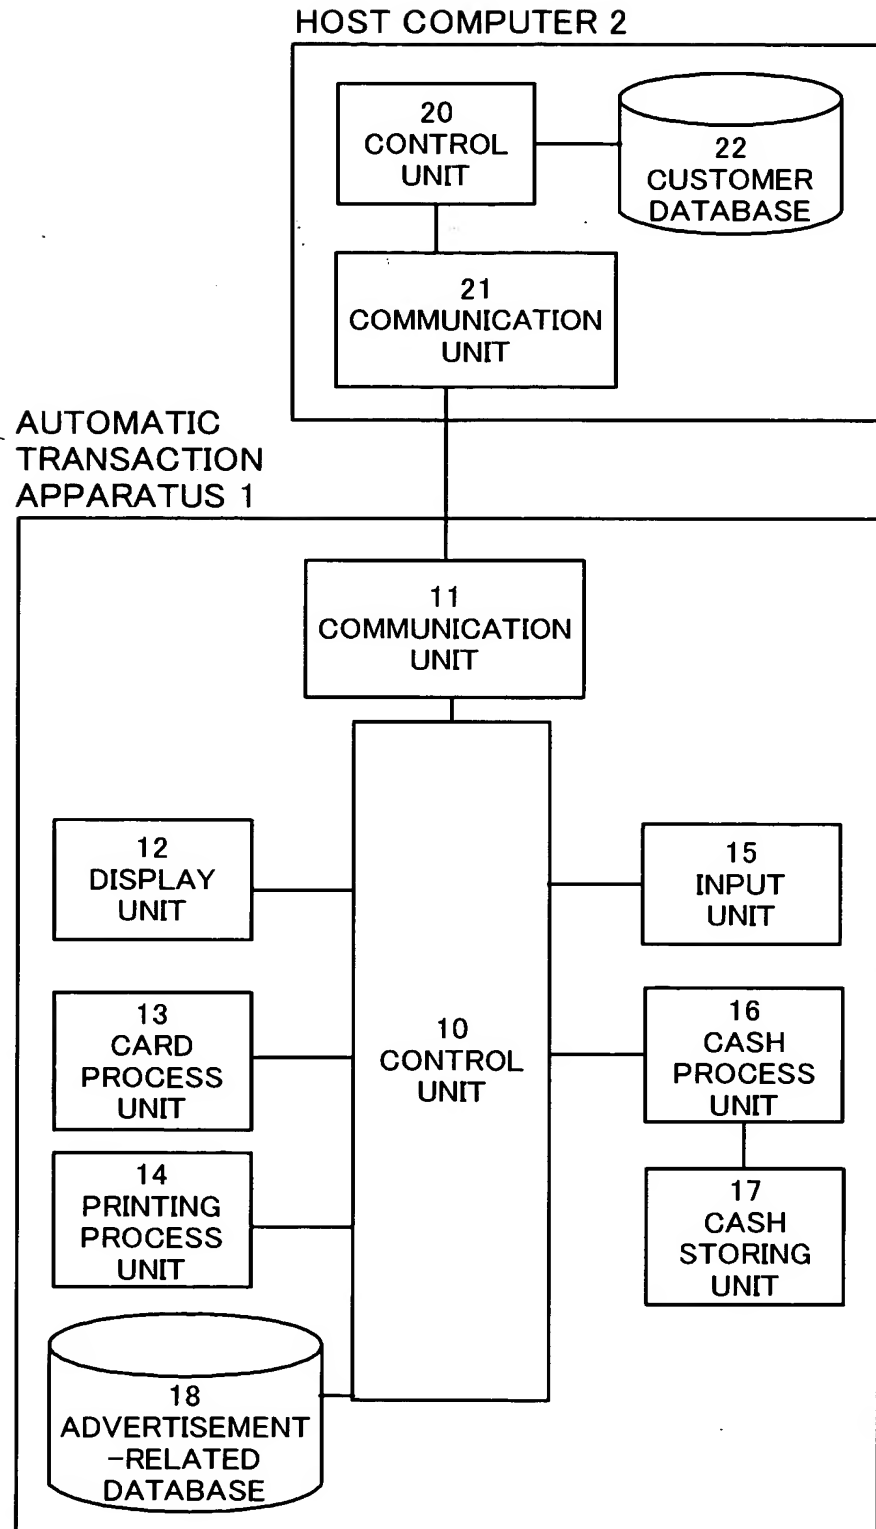 HOST COMPUTER 2
20
CONTROL
UNIT
22
CUSTOMER
DATABASE
21
COMMUNICATION
UNIT
AUTOMATIC
TRANSACTION
APPARATUS 1
11
COMMUNICATION
UNIT
12
DISPLAY
UNIT
15
INPUT
UNIT
13
CARD
PROCESS
UNIT
10
CONTROL
UNIT
16
CASH
PROCESS
UNIT
14
PRINTING
PROCESS
UNIT
17
CASH
STORING
UNIT
18
ADVERTISEMENT
-RELATED
DATABASE